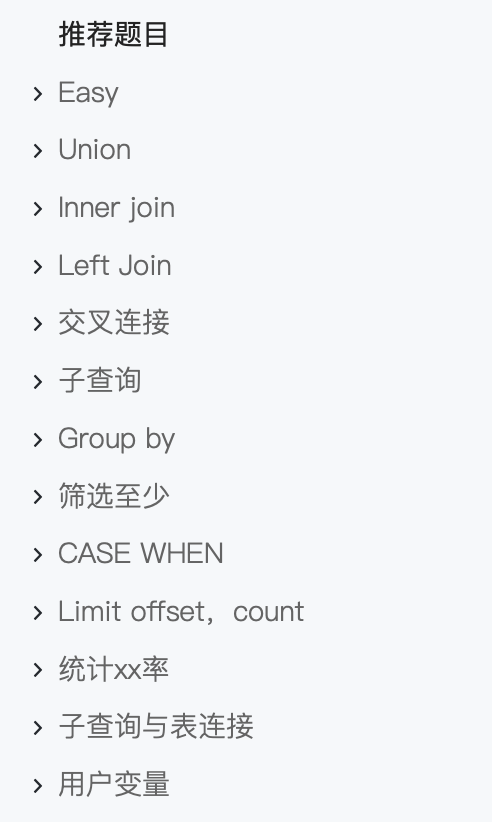 推荐题目
Easy
Union
Inner join
Left Join
交叉连接
子查询
Group by
筛选至少
CASE WHEN
Limit offset，count
统计xx率
子查询与表连接
用户变量